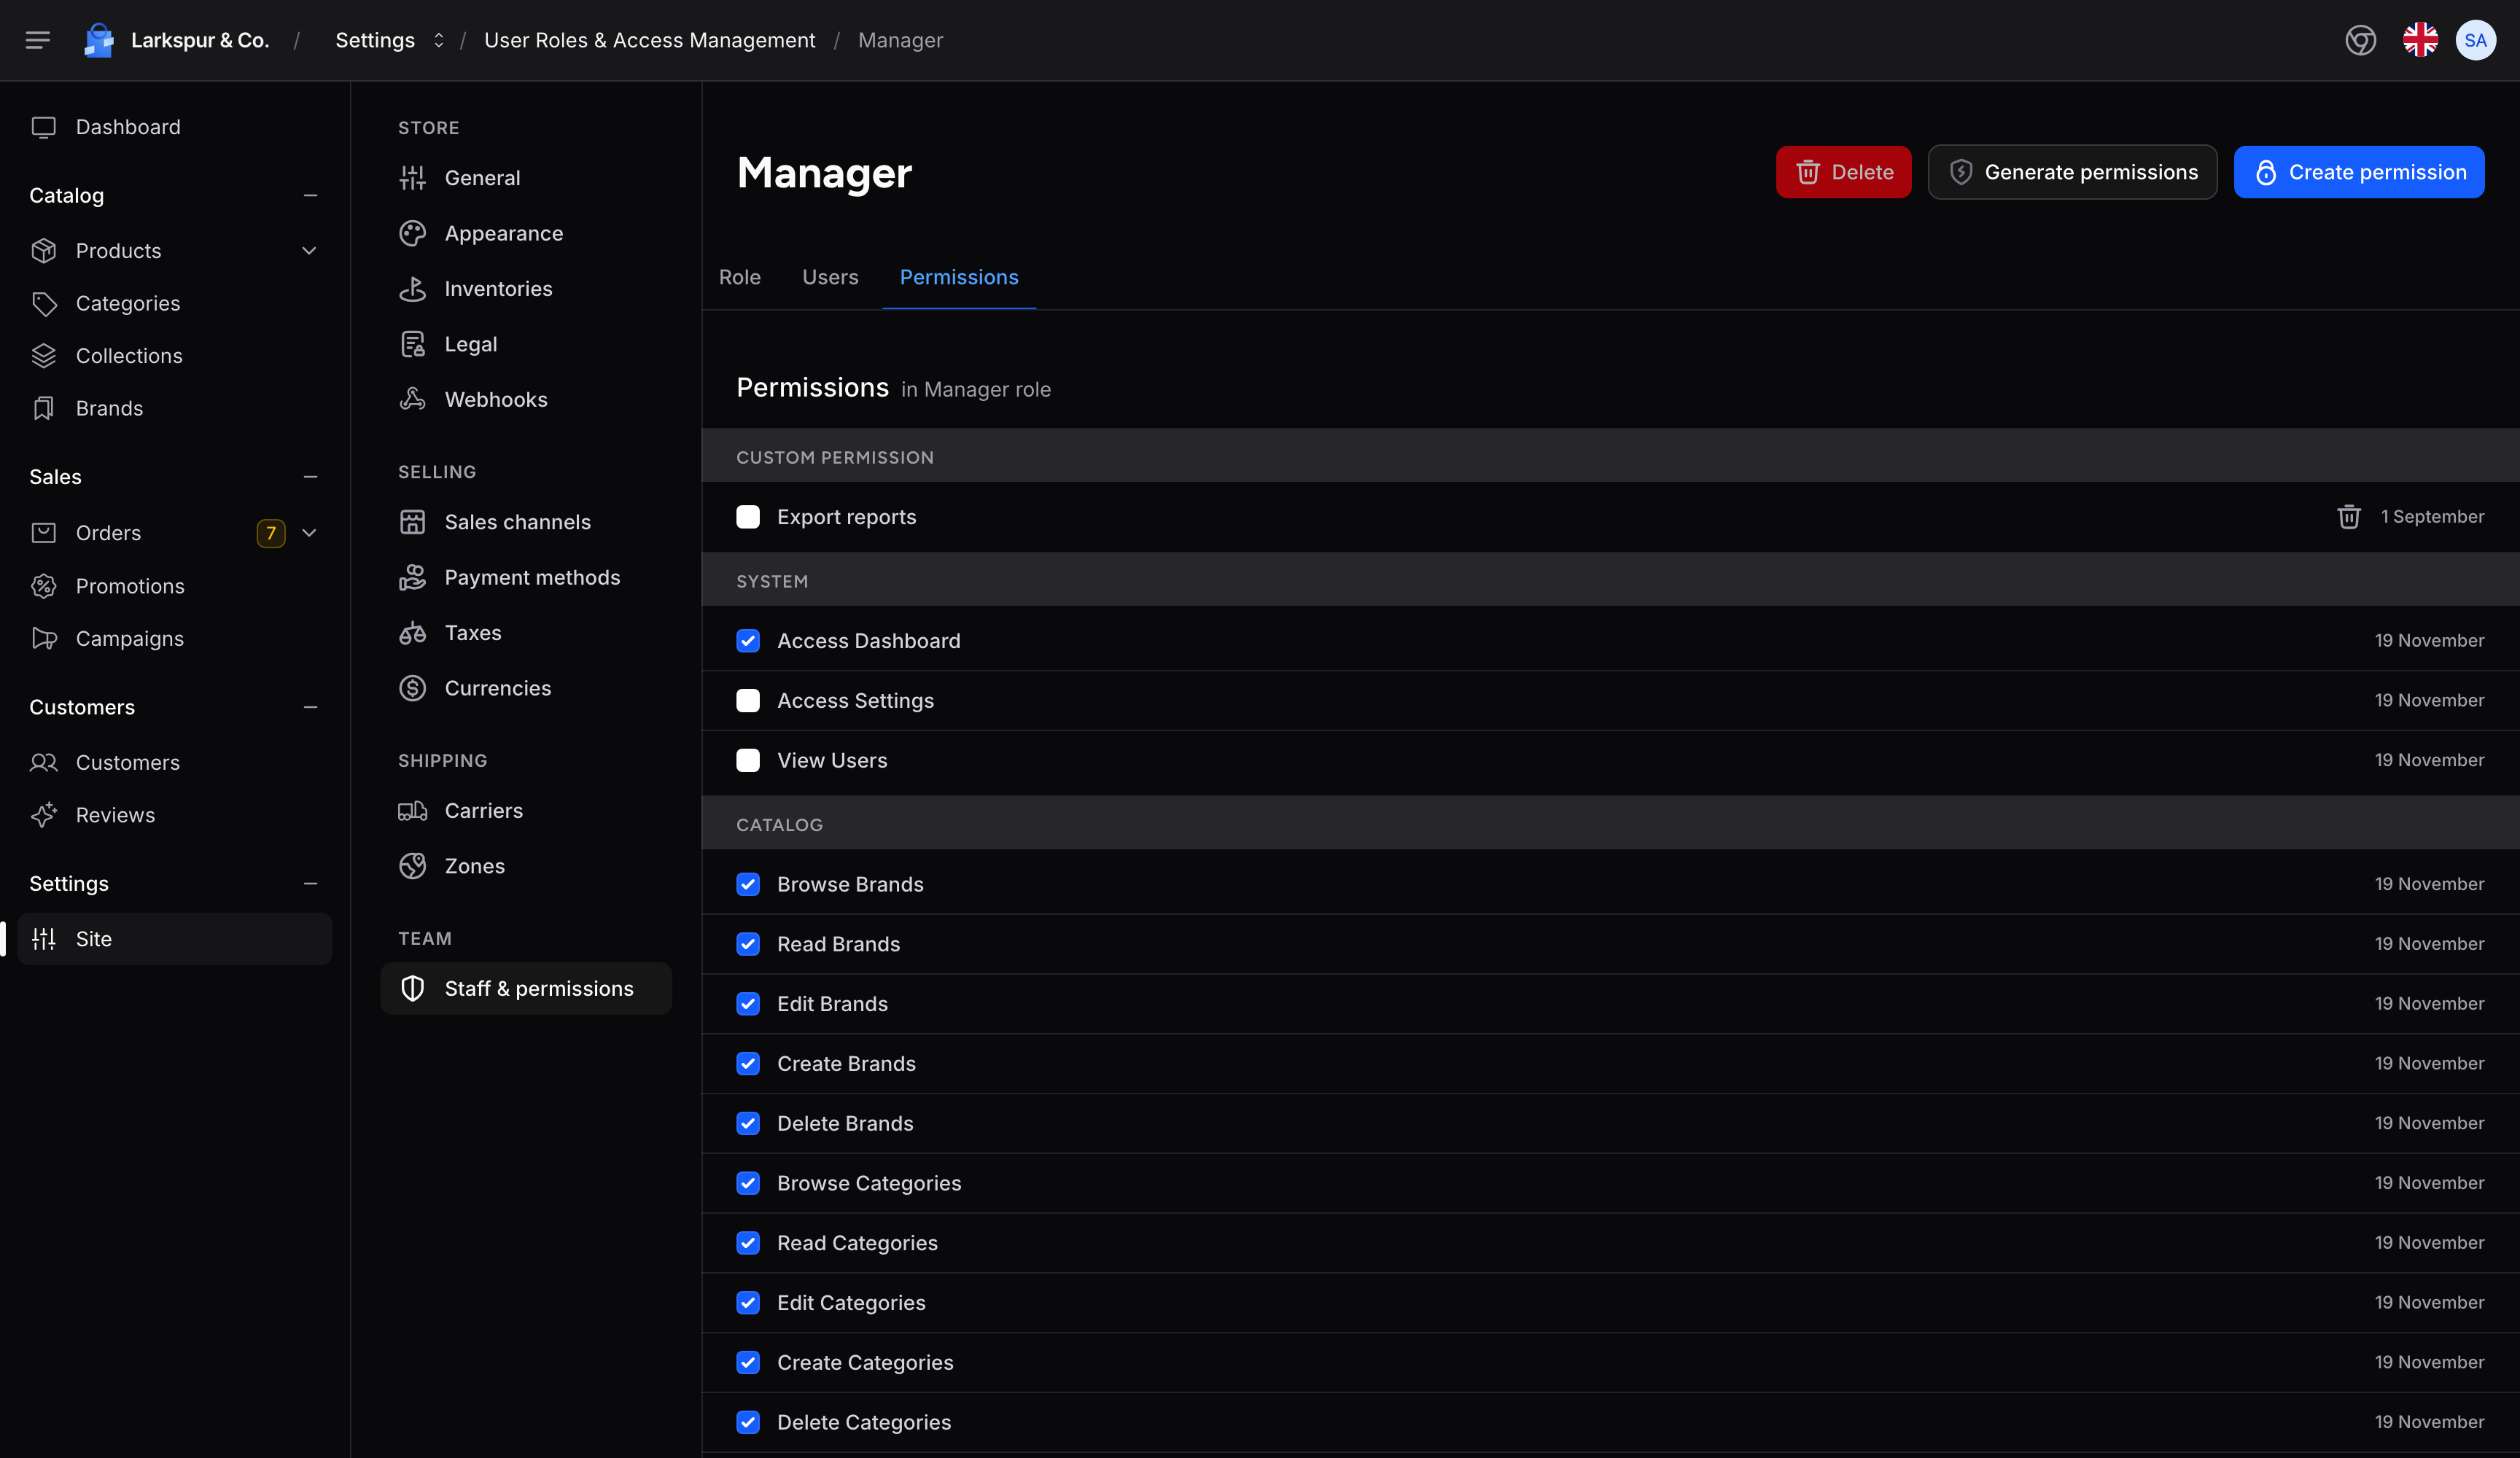 Larkspur & Co. / Settings / User Roles & Access Management / Manager SA
Dashboard
Catalog
Products
Categories
Collections
Brands
Sales
Orders 7
Promotions
Campaigns
Customers
Customers
Reviews
Settings
Site
STORE
General
Appearance
Inventories
Legal
Webhooks
SELLING
Sales channels
Payment methods
Taxes
Currencies
SHIPPING
Carriers
Zones
TEAM
Staff & permissions
Manager
Delete Generate permissions Create permission
Role Users Permissions
Permissions in Manager role
CUSTOM PERMISSION
Export reports 1 September
SYSTEM
Access Dashboard 19 November
Access Settings 19 November
View Users 19 November
CATALOG
Browse Brands 19 November
Read Brands 19 November
Edit Brands 19 November
Create Brands 19 November
Delete Brands 19 November
Browse Categories 19 November
Read Categories 19 November
Edit Categories 19 November
Create Categories 19 November
Delete Categories 19 November